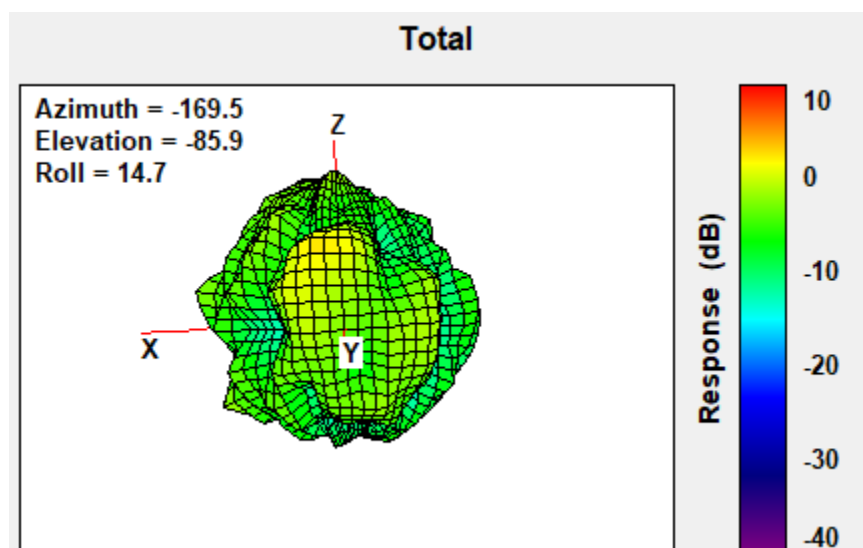 Total
Azimuth = -169.5
Elevation = -85.9
Roll = 14.7
Z
X
Y
Response (dB)
10
0
-10
-20
-30
-40